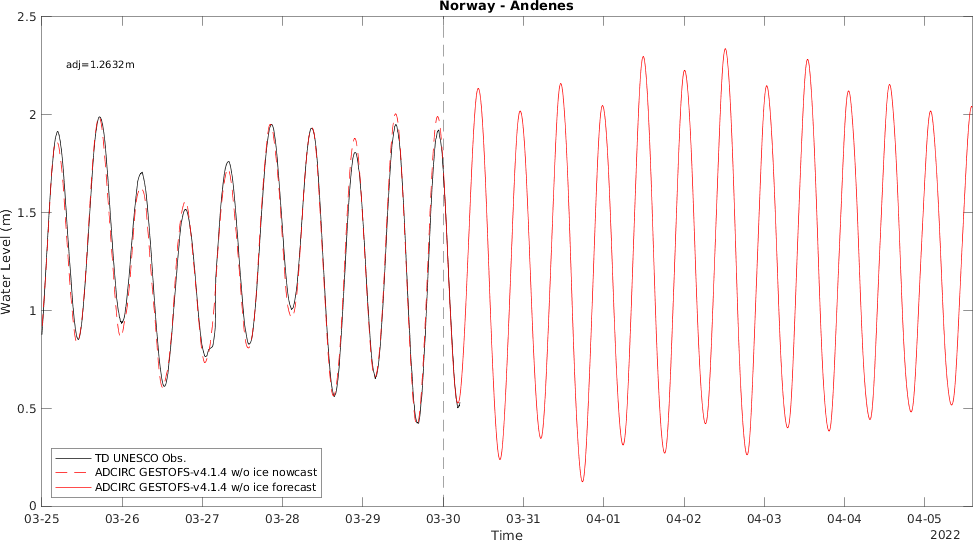 Norway - Andenes
2.5
adj=1.2632m
2
1.5
Water Level (m)
1
0.5
TD UNESCO Obs.
ADCIRC GESTOFS-v4.1.4 w/o ice nowcast
ADCIRC GESTOFS-v4.1.4 w/o ice forecast
0
03-25 03-26 03-27 03-28 03-29 03-30 03-31 04-01 04-02 04-03 04-04 04-05
Time
2022